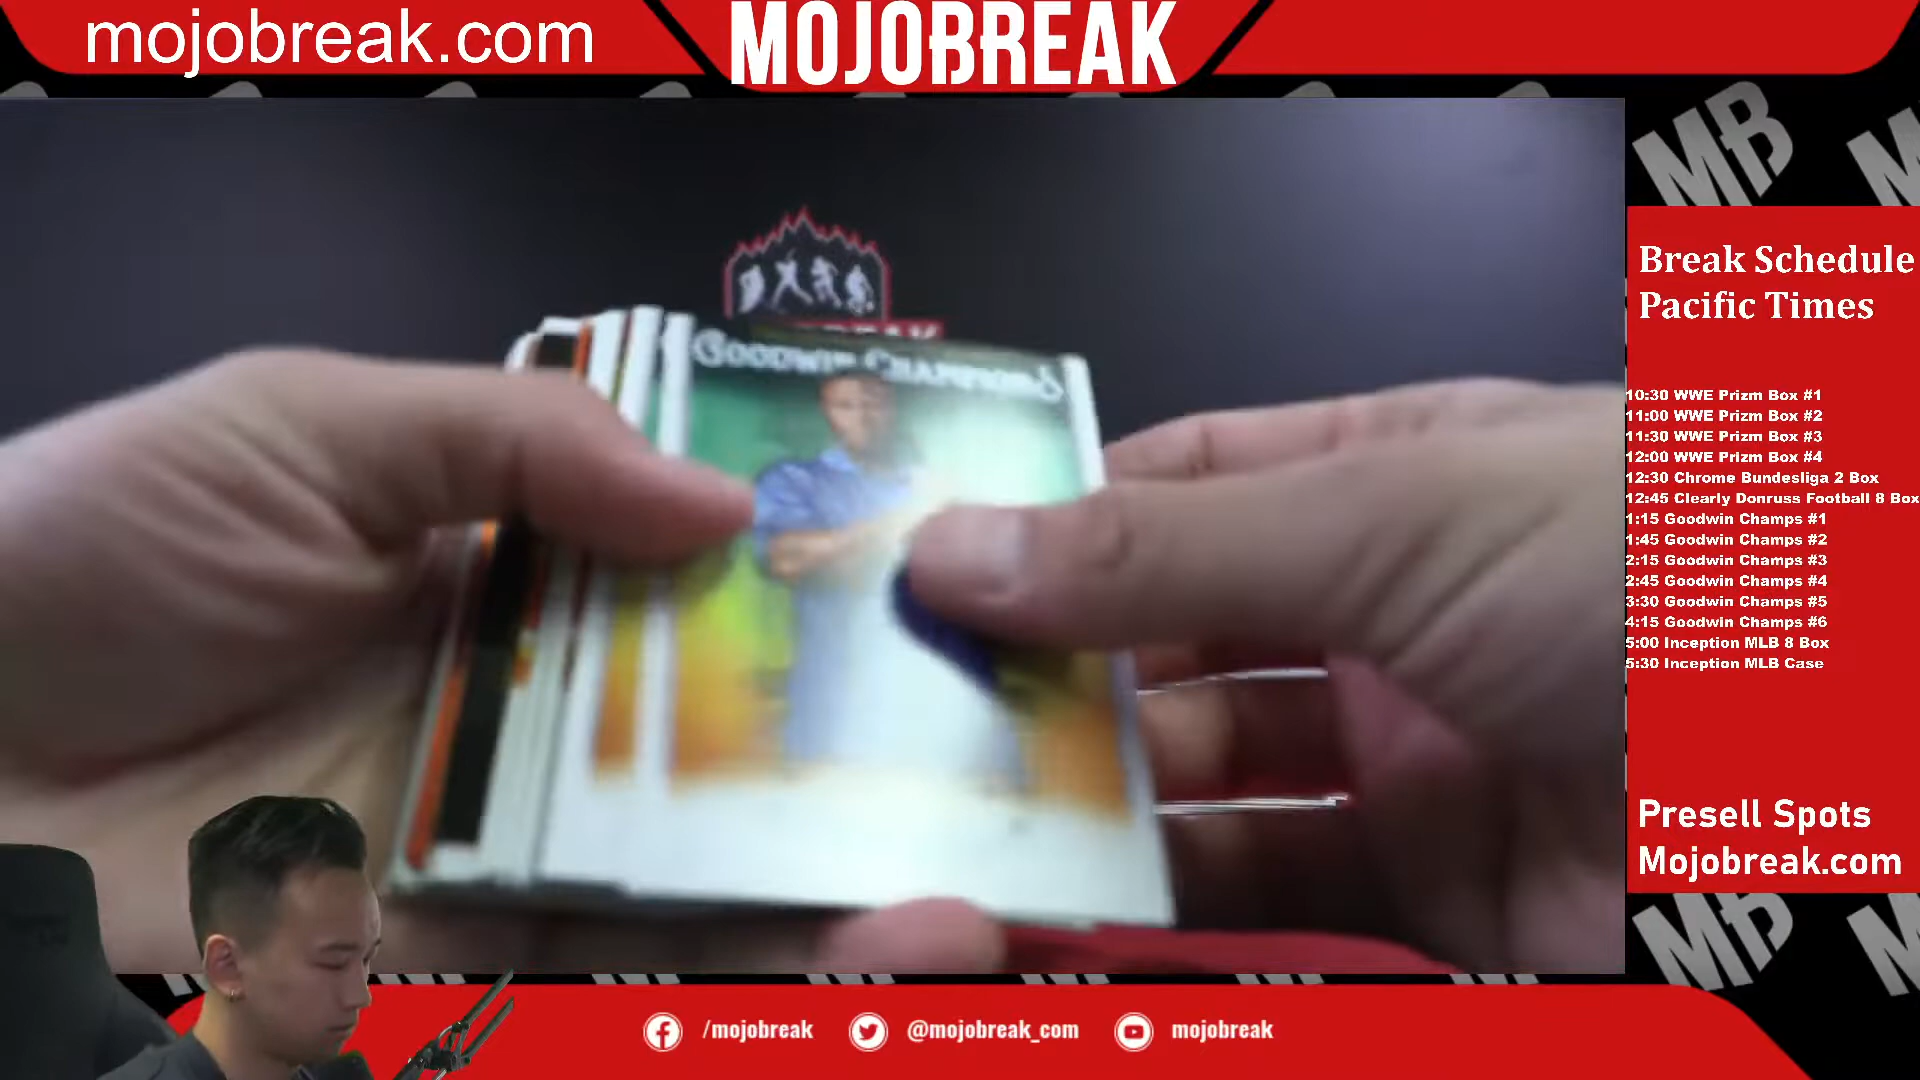 mojobreak.com
MOJOBREAK
MB
GOODWIN CHAMPIONS
Break Schedule
Pacific Times
10:30 WWE Prizm Box #1
11:00 WWE Prizm Box #2
11:30 WWE Prizm Box #3
12:00 WWE Prizm Box #4
12:30 Chrome Bundesliga 2 Box
12:45 Clearly Donruss Football 8 Box
1:15 Goodwin Champs #1
1:45 Goodwin Champs #2
2:15 Goodwin Champs #3
2:45 Goodwin Champs #4
3:30 Goodwin Champs #5
4:15 Goodwin Champs #6
5:00 Inception MLB 8 Box
5:30 Inception MLB Case
Presell Spots
Mojobreak.com
MB
/mojobreak
@mojobreak_com
mojobreak